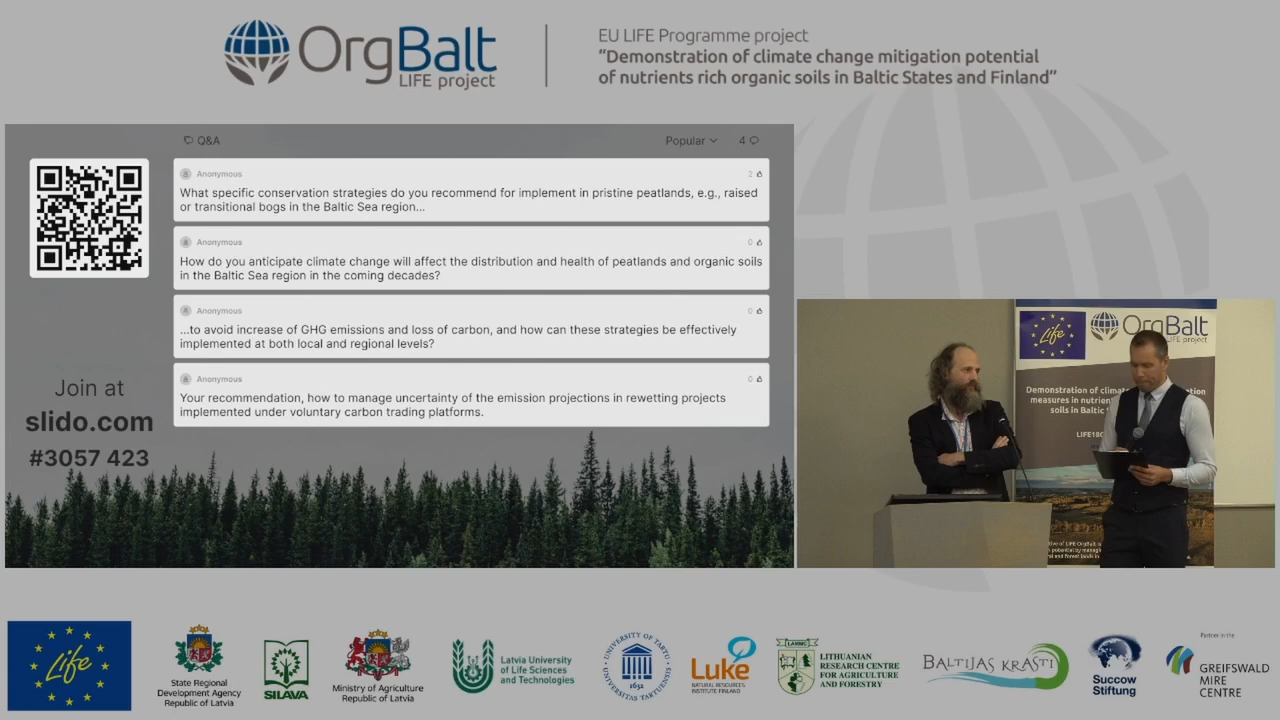 OrgBalt
LIFE project
EU LIFE Programme project
“Demonstration of climate change mitigation potential
of nutrients rich organic soils in Baltic States and Finland”
Q&A
Popular
4
Anonymous
2
What specific conservation strategies do you recommend for implement in pristine peatlands, e.g., raised
or transitional bogs in the Baltic Sea region...
Anonymous
0
How do you anticipate climate change will affect the distribution and health of peatlands and organic soils
in the Baltic Sea region in the coming decades?
Anonymous
0
...to avoid increase of GHG emissions and loss of carbon, and how can these strategies be effectively
implemented at both local and regional levels?
Anonymous
0
Your recommendation, how to manage uncertainty of the emission projections in rewetting projects
implemented under voluntary carbon trading platforms.
Join at
slido.com
#3057 423
Life
OrgBalt
LIFE project
Demonstration of
measures in
soils in
Life
State Regional
Development Agency
Republic of Latvia
SILAVA
Ministry of Agriculture
Republic of Latvia
Latvia University
of Life Sciences
and Technologies
UNIVERSITY OF TARTU
UNIVERSITAS TARTUENSIS
1632
Luke
NATURAL RESOURCES
INSTITUTE FINLAND
LAMMC
LITHUANIAN
RESEARCH CENTRE
FOR AGRICULTURE
AND FORESTRY
BALTIJAS KRASTI
Succow
Stiftung
Partner in the
GREIFSWALD
MIRE
CENTRE